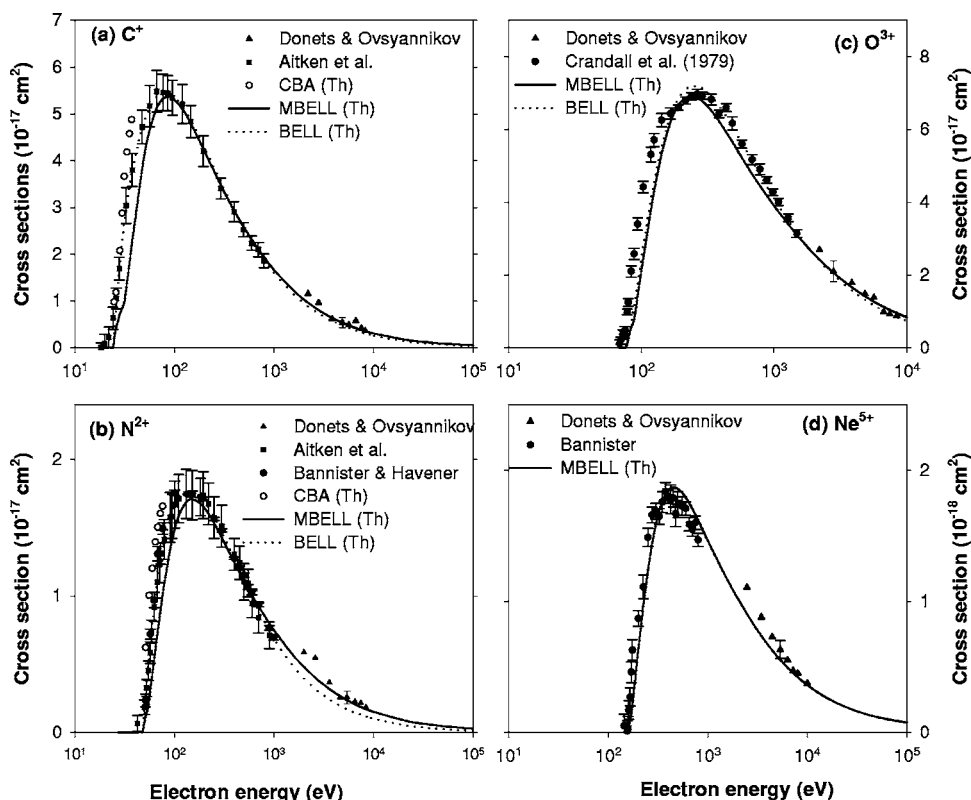 (a) C+
Donets & Ovsyannikov
Aitken et al.
CBA (Th)
MBELL (Th)
BELL (Th)
Cross sections (10⁻¹⁷ cm²)
7
6
5
4
3
2
1
0
10¹ 10² 10³ 10⁴ 10⁵
(c) O³⁺
Donets & Ovsyannikov
Crandall et al. (1979)
MBELL (Th)
BELL (Th)
Cross section (10⁻¹⁷ cm²)
8
6
4
2
0
10¹ 10² 10³ 10⁴
(b) N²⁺
Donets & Ovsyannikov
Aitken et al.
Bannister & Havener
CBA (Th)
MBELL (Th)
BELL (Th)
Cross section (10⁻¹⁷ cm²)
2
1
0
10¹ 10² 10³ 10⁴ 10⁵
Electron energy (eV)
(d) Ne⁵⁺
Donets & Ovsyannikov
Bannister
MBELL (Th)
Cross section (10⁻¹⁸ cm²)
2
1
0
10¹ 10² 10³ 10⁴ 10⁵
Electron energy (eV)